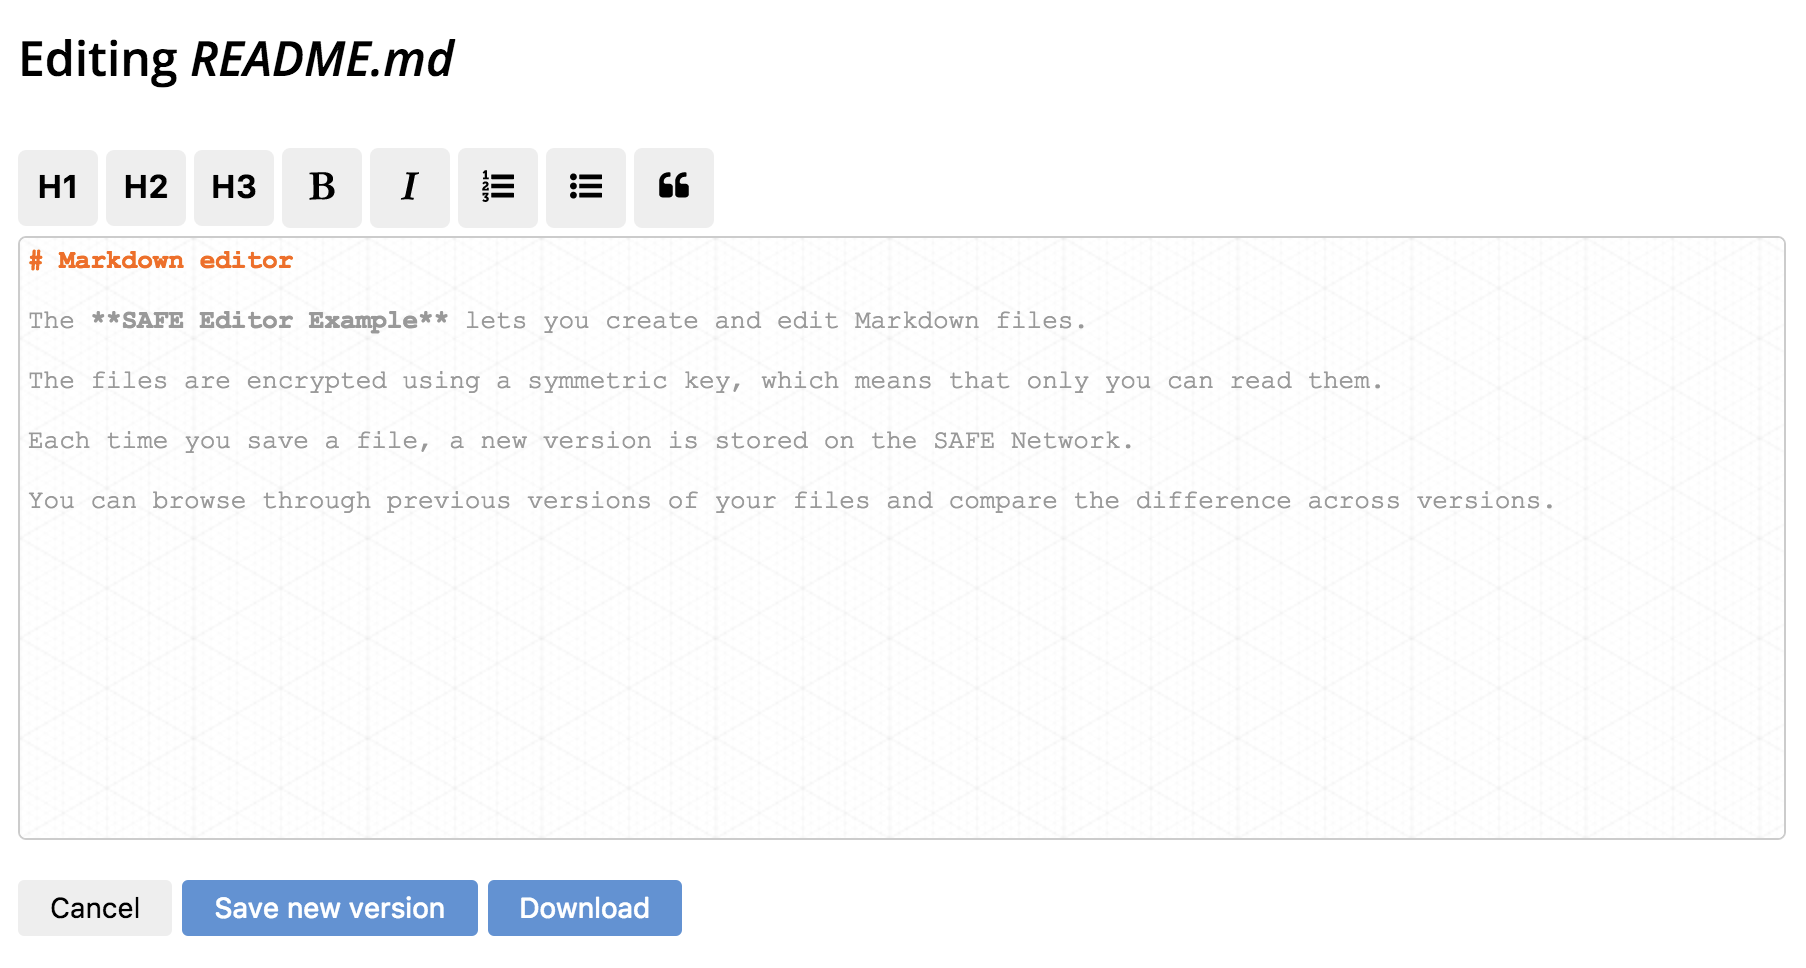 Editing README.md
H1 H2 H3 B I
# Markdown editor
The **SAFE Editor Example** lets you create and edit Markdown files.
The files are encrypted using a symmetric key, which means that only you can read them.
Each time you save a file, a new version is stored on the SAFE Network.
You can browse through previous versions of your files and compare the difference across versions.
Cancel Save new version Download